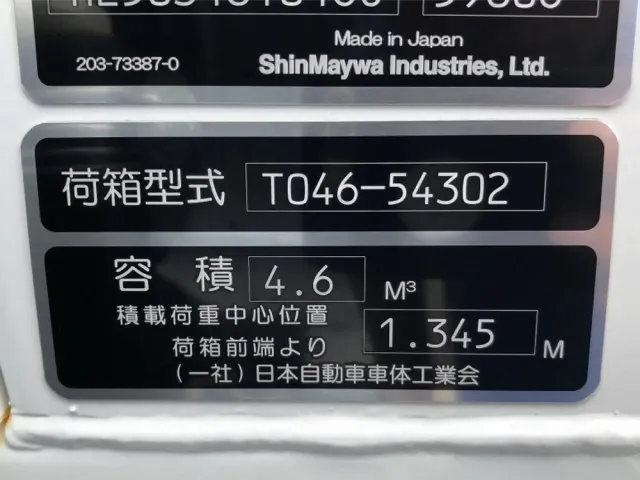 Made in Japan
203-73387-0 ShinMaywa Industries, Ltd.
荷箱型式 T046-54302
容積 4.6 M³
積載荷重中心位置
荷箱前端より 1.345 M
(一社)日本自動車車体工業会